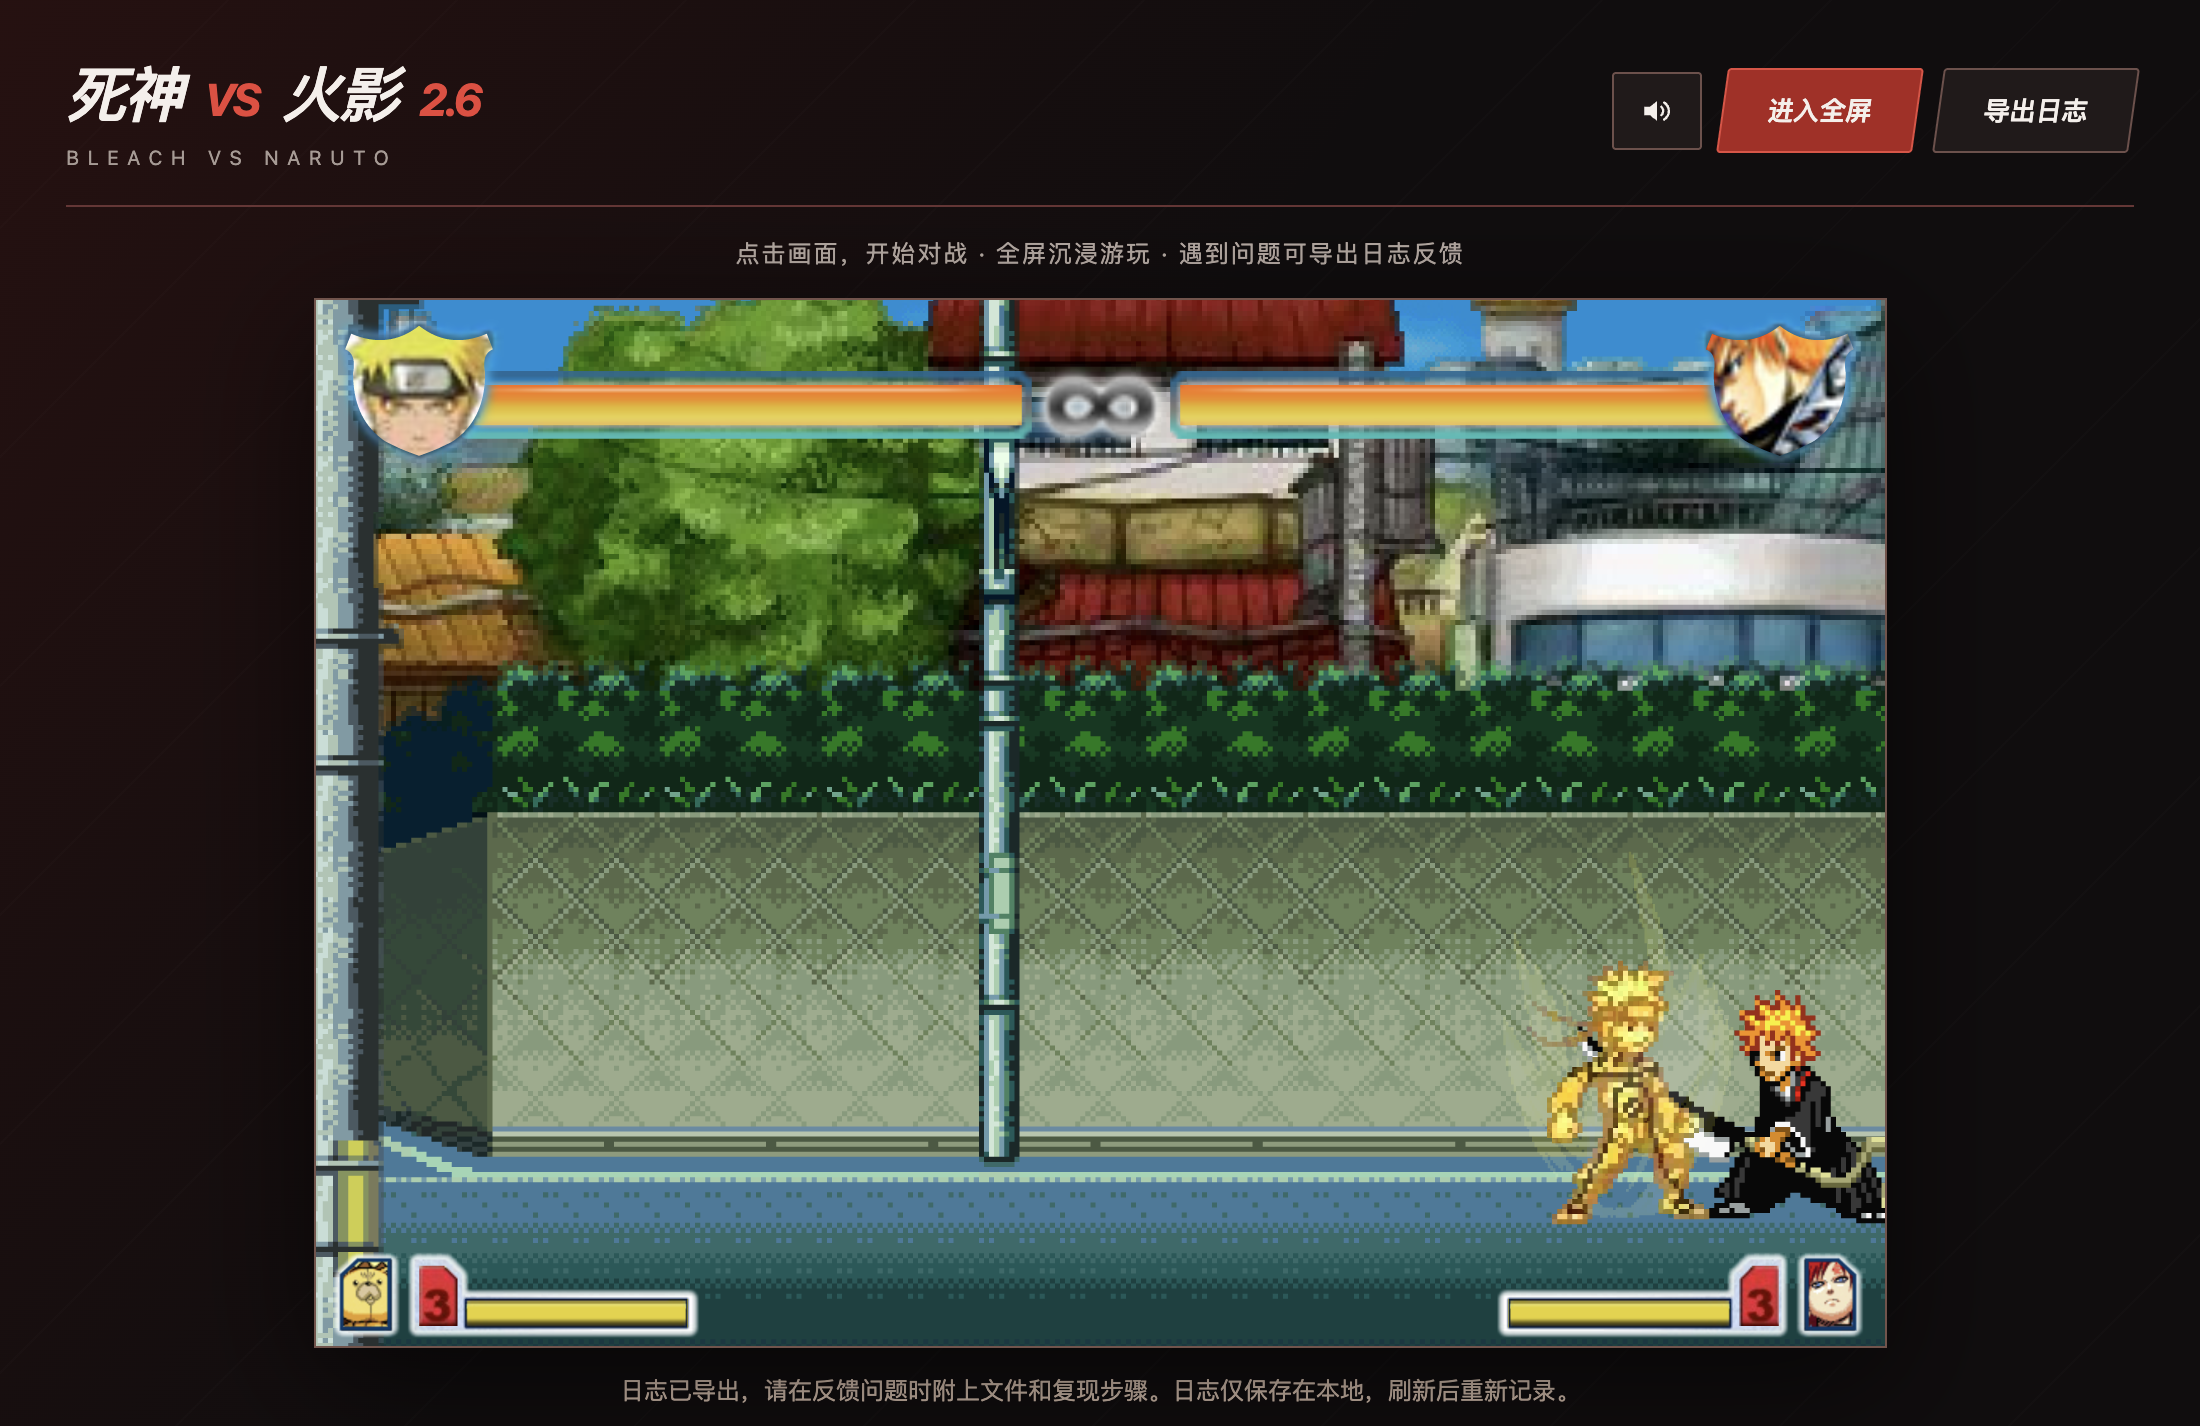 死神 VS 火影 2.6
BLEACH VS NARUTO
进入全屏
导出日志
点击画面，开始对战 · 全屏沉浸游玩 · 遇到问题可导出日志反馈
3
3
日志已导出，请在反馈问题时附上文件和复现步骤。日志仅保存在本地，刷新后重新记录。